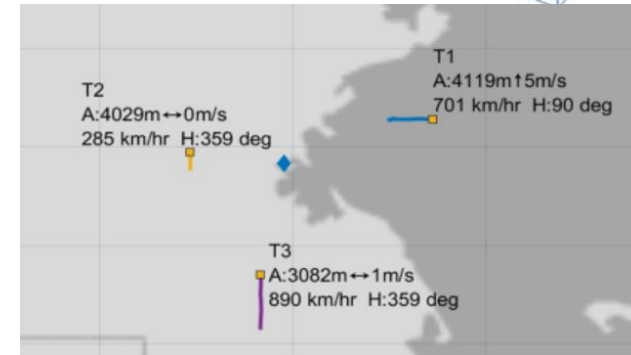 T1
A:4119m↑5m/s
701 km/hr H:90 deg
T2
A:4029m↔0m/s
285 km/hr H:359 deg
T3
A:3082m↔1m/s
890 km/hr H:359 deg